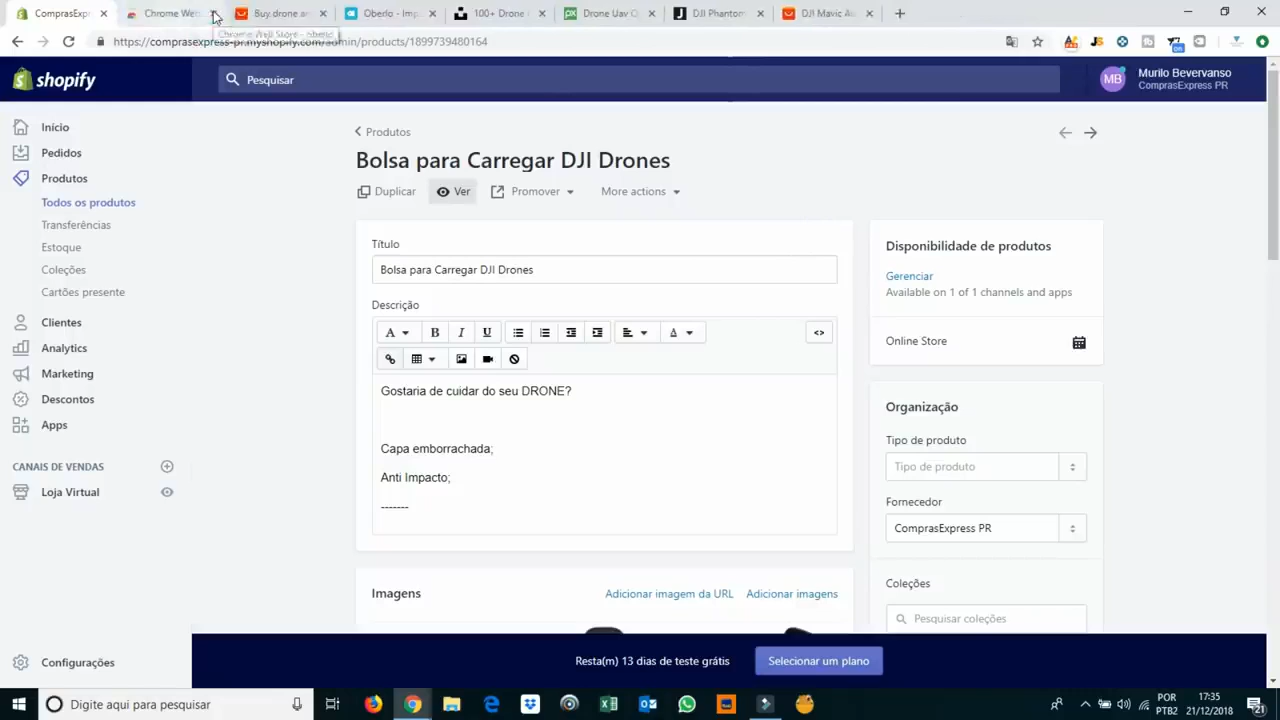 ComprasExpr
Chrome Web
Buy drone ar
Oberlo - Imp
100+ Drone
Drone Uav Q
DJI Phantom
DJI Mavic Ai
https://comprasexpress-pr.myshopify.com/admin/products/1899739480164
on
shopify
Pesquisar
MB
Murilo Bevervanso
ComprasExpress PR
Início
Pedidos
Produtos
Todos os produtos
Transferências
Estoque
Coleções
Cartões presente
Clientes
Analytics
Marketing
Descontos
Apps
CANAIS DE VENDAS
Loja Virtual
Configurações
Produtos
Bolsa para Carregar DJI Drones
Duplicar
Ver
Promover
More actions
Título
Bolsa para Carregar DJI Drones
Descrição
A
B
I
U
A
<>
Gostaria de cuidar do seu DRONE?
Capa emborrachada;
Anti Impacto;
-------
Imagens
Adicionar imagem da URL
Adicionar imagens
Disponibilidade de produtos
Gerenciar
Available on 1 of 1 channels and apps
Online Store
Organização
Tipo de produto
Tipo de produto
Fornecedor
ComprasExpress PR
Coleções
Pesquisar coleções
Resta(m) 13 dias de teste grátis
Selecionar um plano
Digite aqui para pesquisar
POR
PTB2
17:35
21/12/2018
21